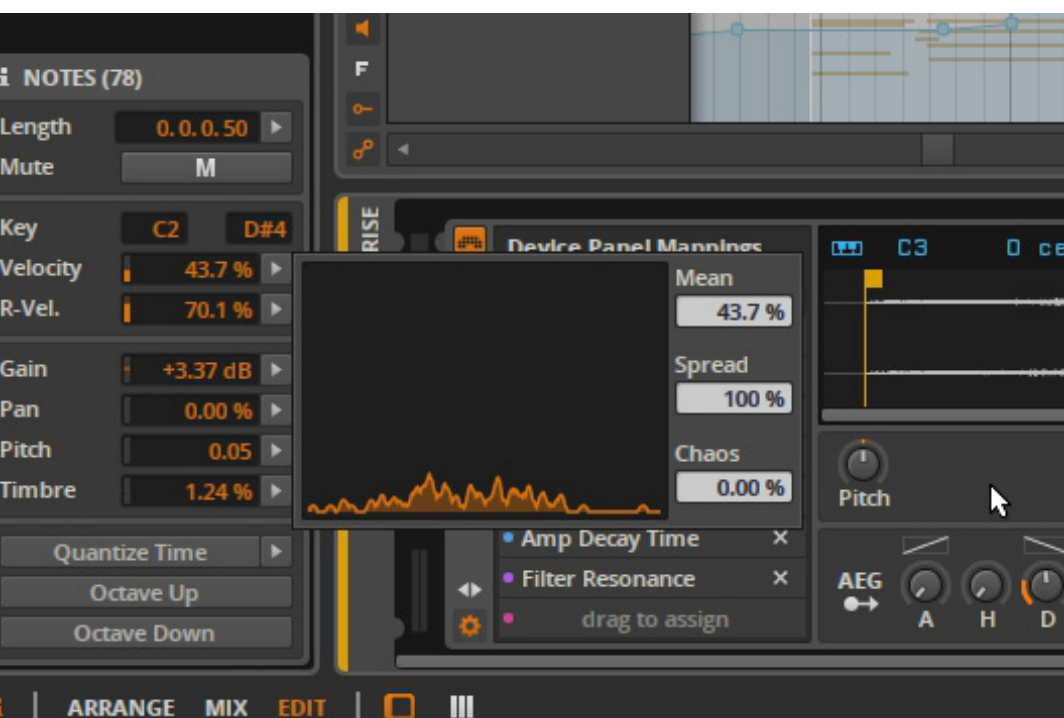 i NOTES (78)
Length 0.0.0.50
Mute M
Key C2 D#4
Velocity 43.7 %
R-Vel. 70.1 %
Gain +3.37 dB
Pan 0.00 %
Pitch 0.05
Timbre 1.24 %
Quantize Time
Octave Up
Octave Down
F
RISE
Device Panel Mappings
Mean
43.7 %
Spread
100 %
Chaos
0.00 %
Amp Decay Time ×
Filter Resonance ×
drag to assign
C3 0 ce
Pitch
AEG
A H D
i ARRANGE MIX EDIT